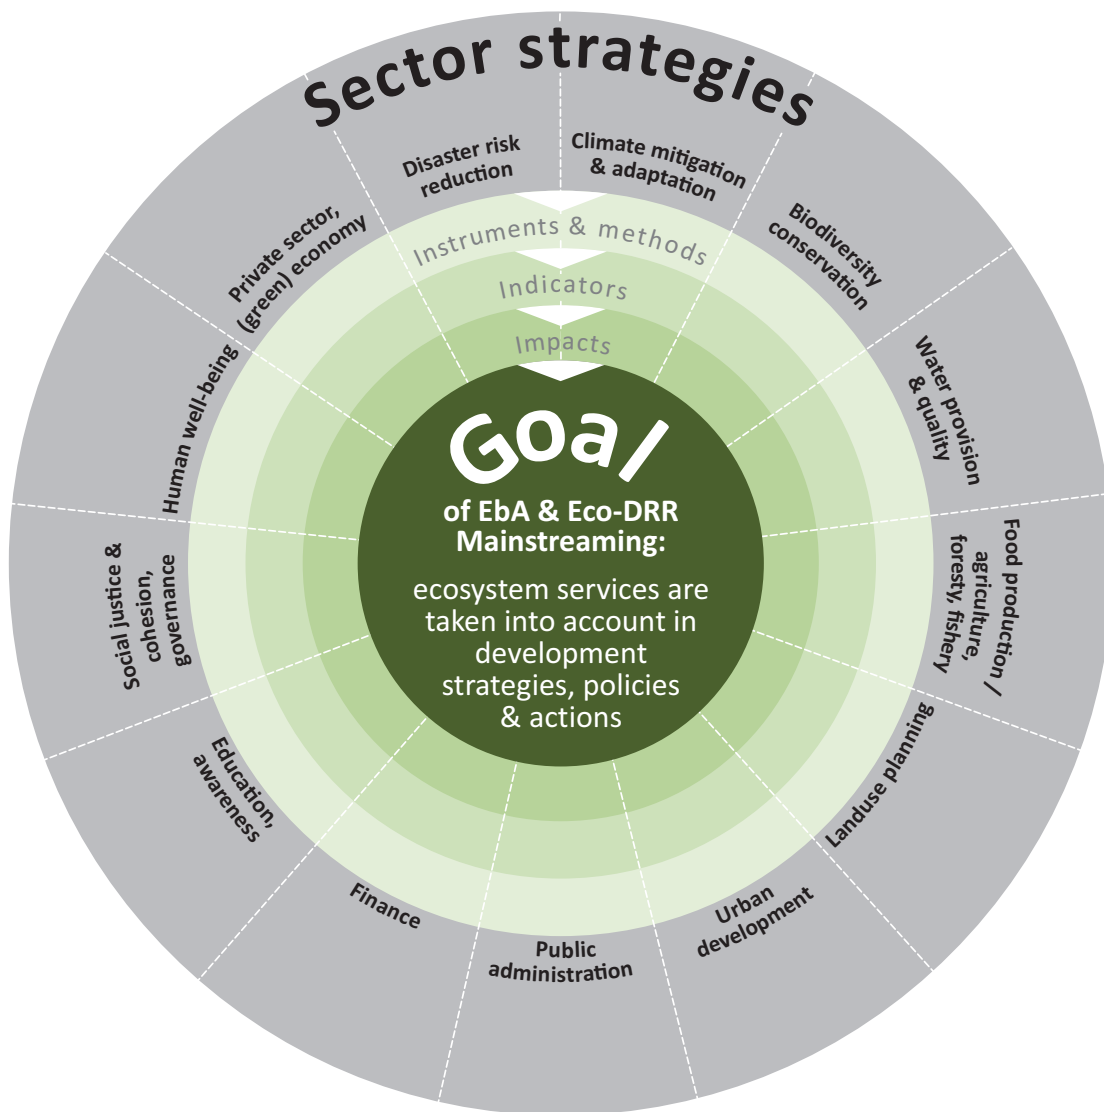 Sector strategies
Disaster risk
reduction
Climate mitigation
& adaptation
Biodiversity
conservation
Water provision
& quality
Food production /
agriculture,
foresty, fishery
Landuse planning
Urban
development
Public
administration
Finance
Education,
awareness
Social justice &
cohesion,
governance
Human well-being
Private sector,
(green) economy
Instruments & methods
Indicators
Impacts
Goal
of EbA & Eco-DRR
Mainstreaming:
ecosystem services are
taken into account in
development
strategies, policies
& actions